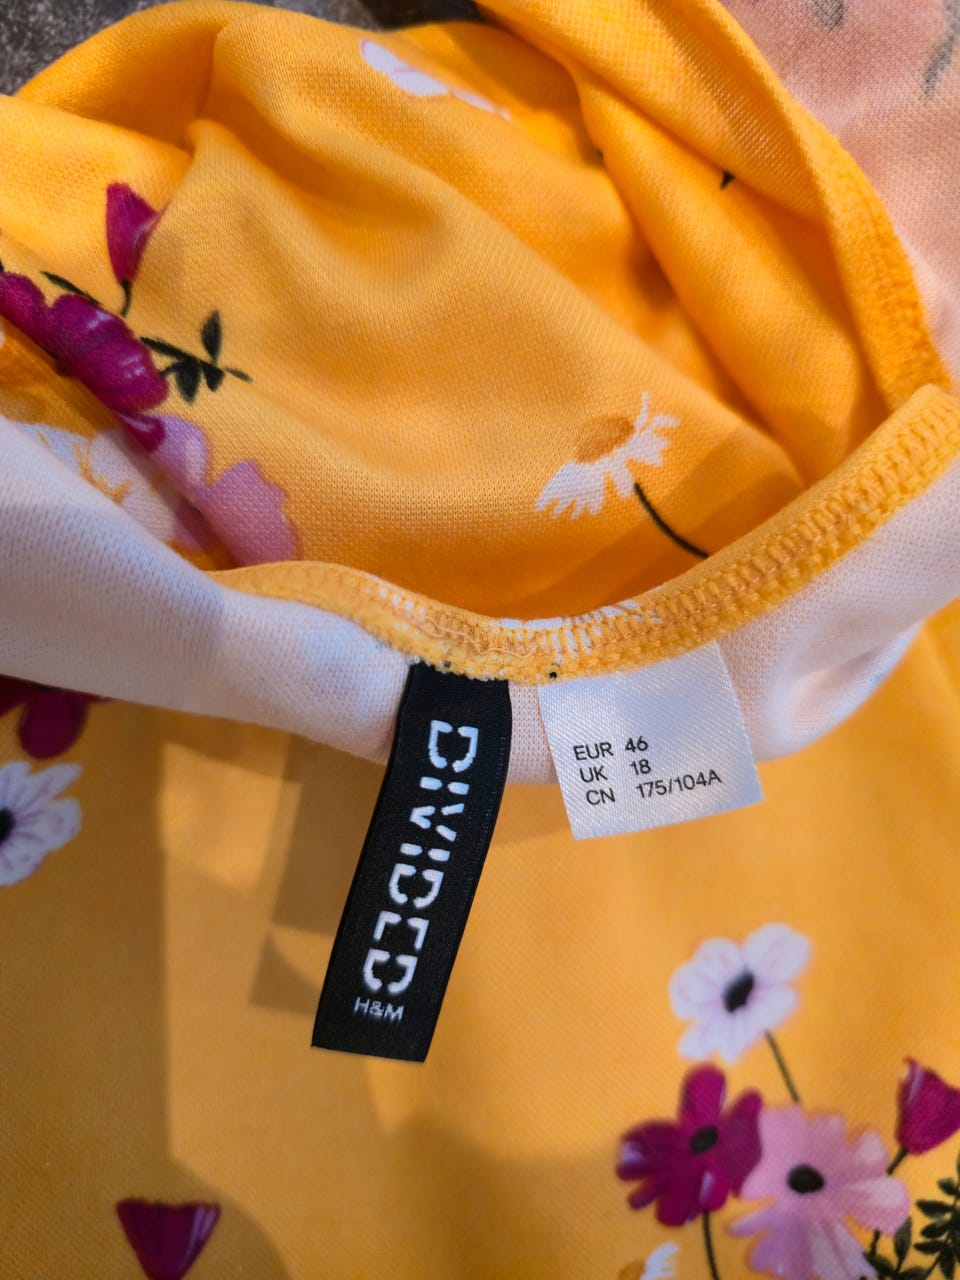 DIVIDED
H&M
EUR 46
UK 18
CN 175/104A